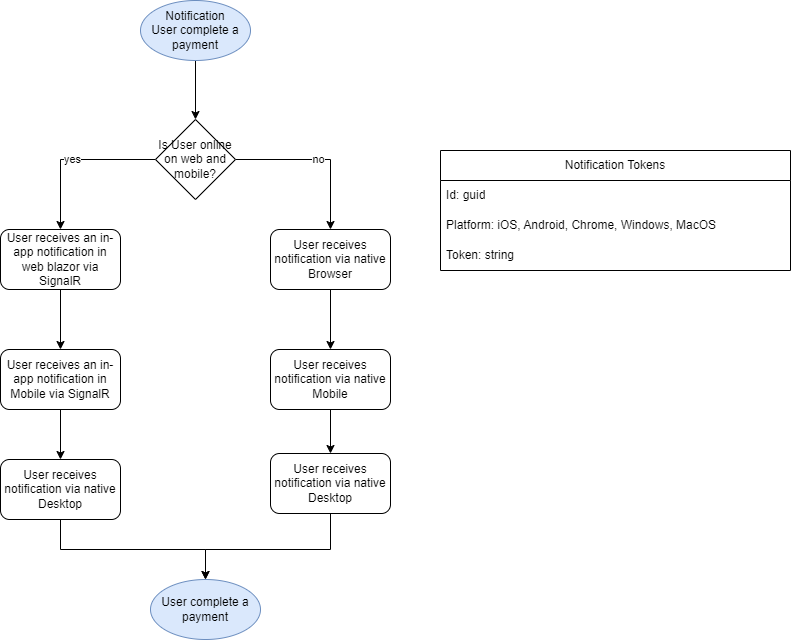 Notification
User complete a
payment
Is User online
on web and
mobile?
yes
no
User receives an in-
app notification in
web blazor via
SignalR
User receives
notification via native
Browser
User receives an in-
app notification in
Mobile via SignalR
User receives
notification via native
Mobile
User receives
notification via native
Desktop
User receives
notification via native
Desktop
User complete a
payment
Notification Tokens
Id: guid
Platform: iOS, Android, Chrome, Windows, MacOS
Token: string